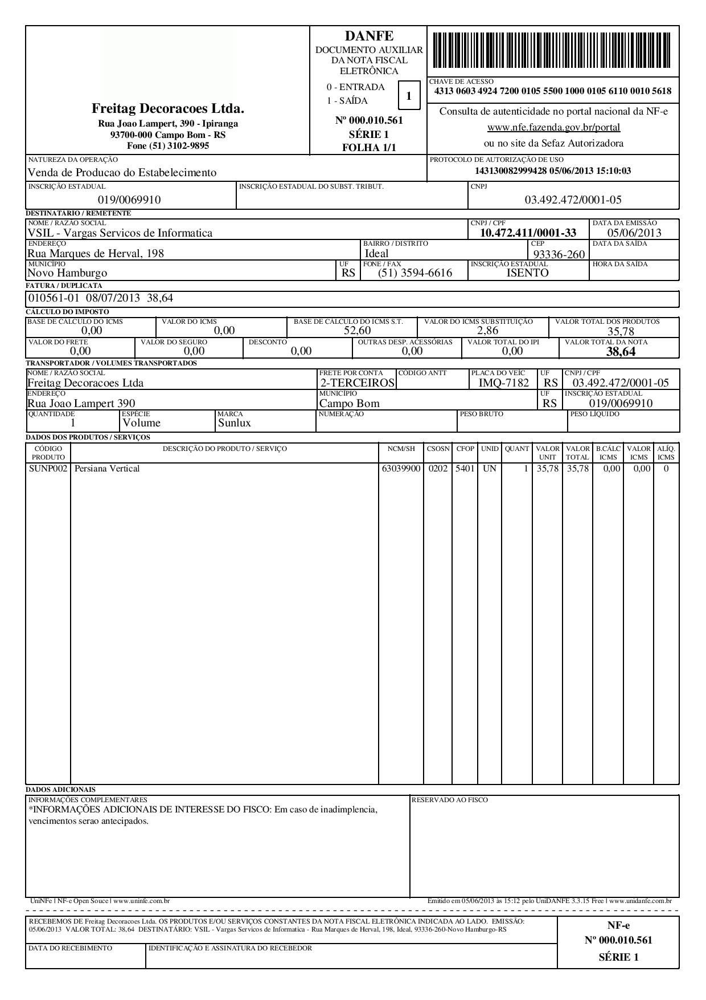 DANFE
DOCUMENTO AUXILIAR
DA NOTA FISCAL
ELETRÔNICA
0 - ENTRADA
1 - SAÍDA
1
Nº 000.010.561
SÉRIE 1
FOLHA 1/1
Freitag Decoracoes Ltda.
Rua Joao Lampert, 390 - Ipiranga
93700-000 Campo Bom - RS
Fone (51) 3102-9895
CHAVE DE ACESSO
4313 0603 4924 7200 0105 5500 1000 0105 6110 0010 5618
Consulta de autenticidade no portal nacional da NF-e
www.nfe.fazenda.gov.br/portal
ou no site da Sefaz Autorizadora
NATUREZA DA OPERAÇÃO
Venda de Producao do Estabelecimento
PROTOCOLO DE AUTORIZAÇÃO DE USO
143130082999428 05/06/2013 15:10:03
INSCRIÇÃO ESTADUAL INSCRIÇÃO ESTADUAL DO SUBST. TRIBUT. CNPJ
019/0069910 03.492.472/0001-05
DESTINATÁRIO / REMETENTE
NOME / RAZÃO SOCIAL CNPJ / CPF DATA DA EMISSÃO
VSIL - Vargas Servicos de Informatica 10.472.411/0001-33 05/06/2013
ENDEREÇO BAIRRO / DISTRITO CEP DATA DA SAÍDA
Rua Marques de Herval, 198 Ideal 93336-260
MUNICÍPIO UF FONE / FAX INSCRIÇÃO ESTADUAL HORA DA SAÍDA
Novo Hamburgo RS (51) 3594-6616 ISENTO
FATURA / DUPLICATA
010561-01 08/07/2013 38,64
CÁLCULO DO IMPOSTO
BASE DE CÁLCULO DO ICMS VALOR DO ICMS BASE DE CÁLCULO DO ICMS S.T. VALOR DO ICMS SUBSTITUIÇÃO VALOR TOTAL DOS PRODUTOS
0,00 0,00 52,60 2,86 35,78
VALOR DO FRETE VALOR DO SEGURO DESCONTO OUTRAS DESP. ACESSÓRIAS VALOR TOTAL DO IPI VALOR TOTAL DA NOTA
0,00 0,00 0,00 0,00 0,00 38,64
TRANSPORTADOR / VOLUMES TRANSPORTADOS
NOME / RAZÃO SOCIAL FRETE POR CONTA CÓDIGO ANTT PLACA DO VEÍC UF CNPJ / CPF
Freitag Decoracoes Ltda 2-TERCEIROS IMQ-7182 RS 03.492.472/0001-05
ENDEREÇO MUNICÍPIO UF INSCRIÇÃO ESTADUAL
Rua Joao Lampert 390 Campo Bom RS 019/0069910
QUANTIDADE ESPÉCIE MARCA NUMERAÇÃO PESO BRUTO PESO LÍQUIDO
1 Volume Sunlux
DADOS DOS PRODUTOS / SERVIÇOS
CÓDIGO DESCRIÇÃO DO PRODUTO / SERVIÇO NCM/SH CSOSN CFOP UNID QUANT VALOR VALOR B.CÁLC VALOR ALÍQ.
PRODUTO UNIT TOTAL ICMS ICMS ICMS
SUNP002 Persiana Vertical 63039900 0202 5401 UN 1 35,78 35,78 0,00 0,00 0
DADOS ADICIONAIS
INFORMAÇÕES COMPLEMENTARES RESERVADO AO FISCO
*INFORMAÇÕES ADICIONAIS DE INTERESSE DO FISCO: Em caso de inadimplencia,
vencimentos serao antecipados.
UniNFe | NF-e Open Souce | www.uninfe.com.br Emitido em 05/06/2013 às 15:12 pelo UniDANFE 3.3.15 Free | www.unidanfe.com.br
RECEBEMOS DE Freitag Decoracoes Ltda. OS PRODUTOS E/OU SERVIÇOS CONSTANTES DA NOTA FISCAL ELETRÔNICA INDICADA AO LADO. EMISSÃO:
05/06/2013 VALOR TOTAL: 38,64 DESTINATÁRIO: VSIL - Vargas Servicos de Informatica - Rua Marques de Herval, 198, Ideal, 93336-260-Novo Hamburgo-RS
DATA DO RECEBIMENTO IDENTIFICAÇÃO E ASSINATURA DO RECEBEDOR
NF-e
Nº 000.010.561
SÉRIE 1